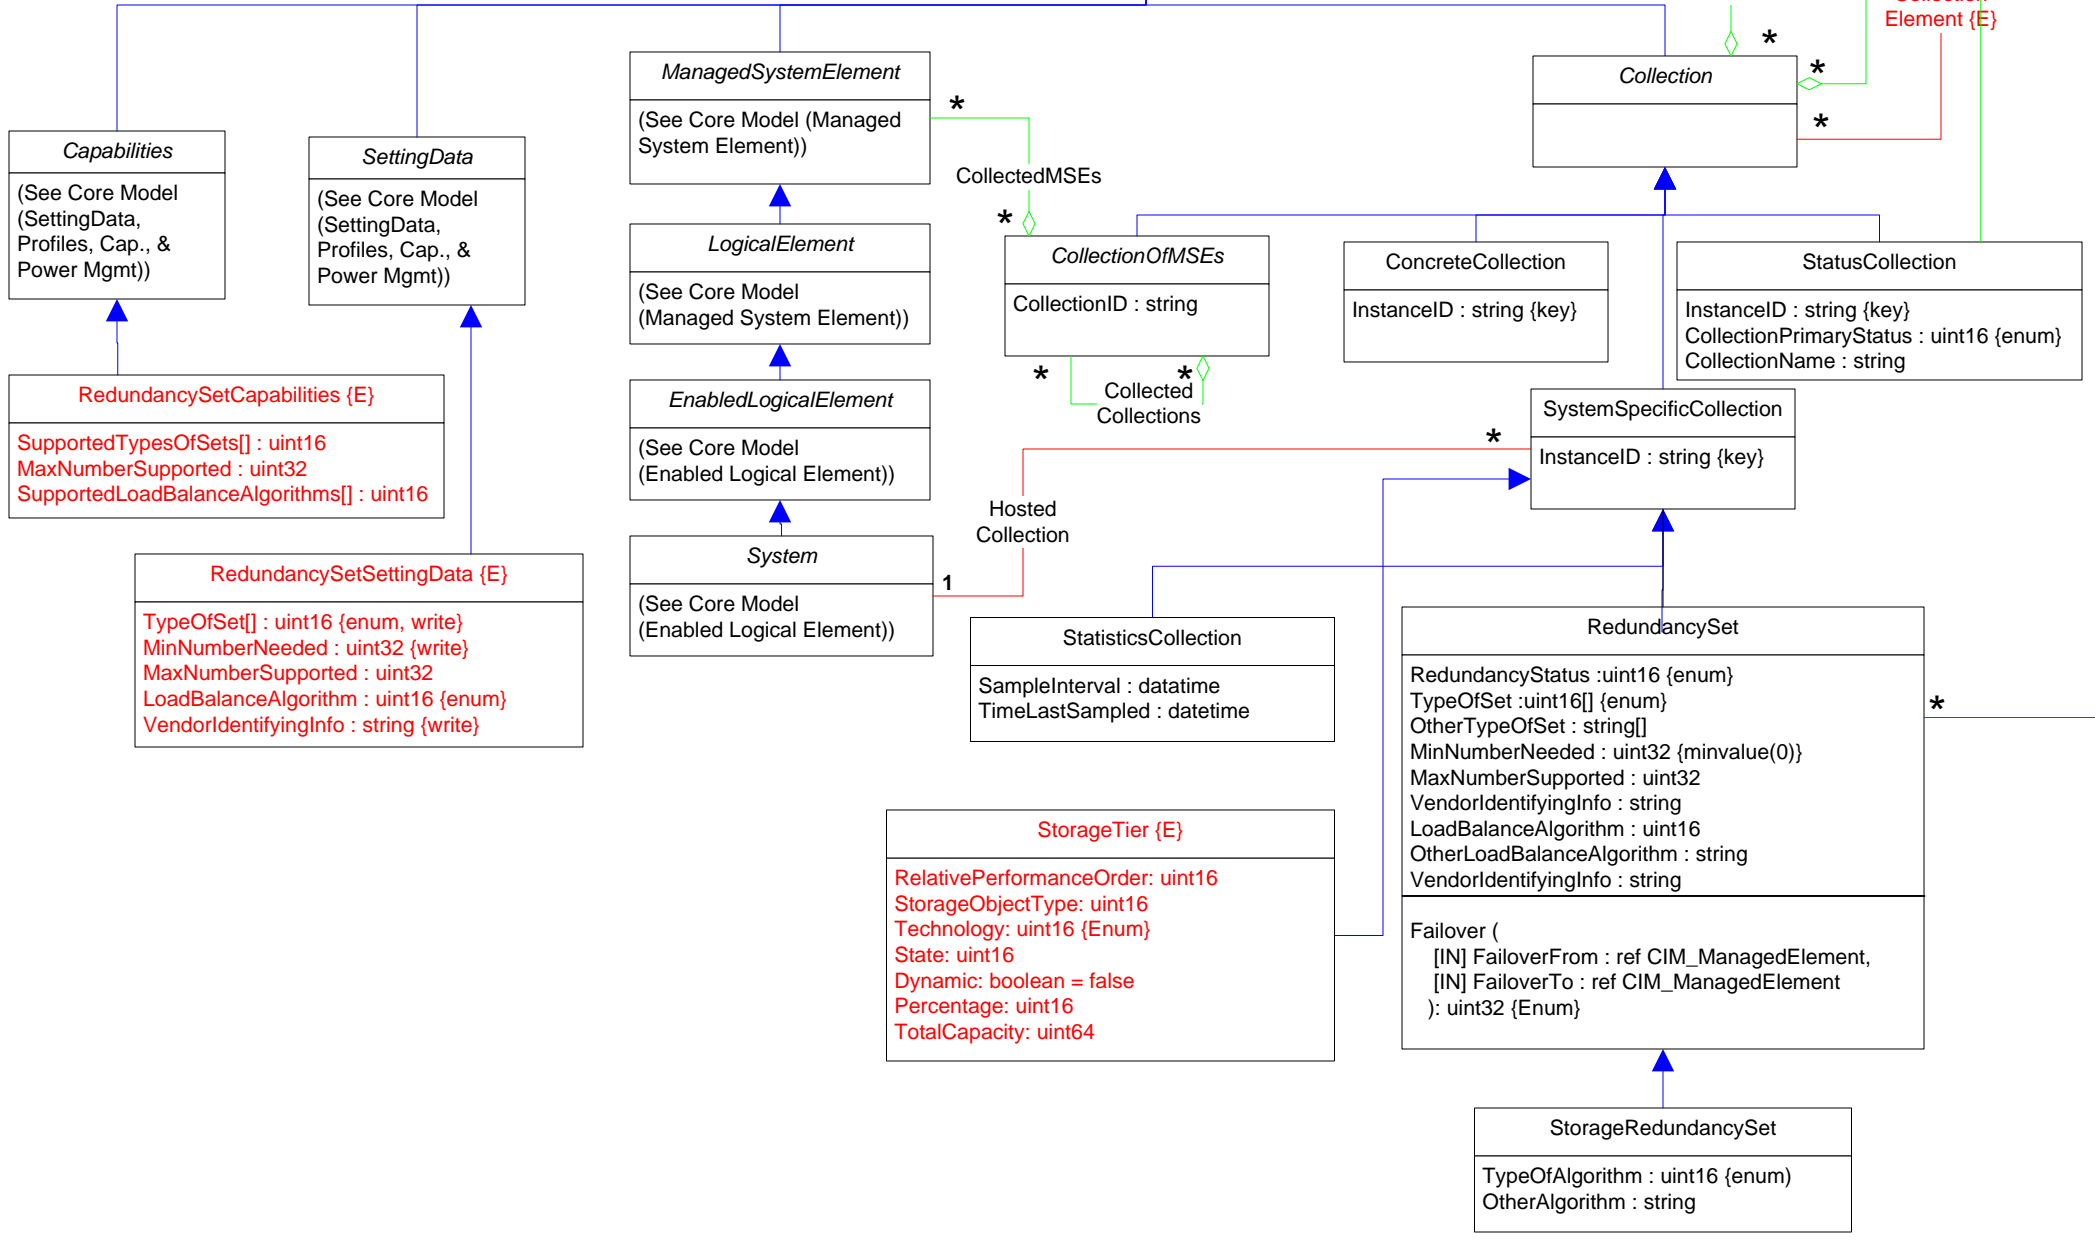 Element {E}
*
*
*
Collection
ManagedSystemElement
(See Core Model (Managed
System Element))
*
CollectedMSEs
*
Capabilities
(See Core Model
(SettingData,
Profiles, Cap., &
Power Mgmt))
SettingData
(See Core Model
(SettingData,
Profiles, Cap., &
Power Mgmt))
LogicalElement
(See Core Model
(Managed System Element))
CollectionOfMSEs
CollectionID : string
*
*
Collected
Collections
ConcreteCollection
InstanceID : string {key}
StatusCollection
InstanceID : string {key}
CollectionPrimaryStatus : uint16 {enum}
CollectionName : string
RedundancySetCapabilities {E}
SupportedTypesOfSets[] : uint16
MaxNumberSupported : uint32
SupportedLoadBalanceAlgorithms[] : uint16
EnabledLogicalElement
(See Core Model
(Enabled Logical Element))
SystemSpecificCollection
InstanceID : string {key}
*
Hosted
Collection
1
System
(See Core Model
(Enabled Logical Element))
RedundancySetSettingData {E}
TypeOfSet[] : uint16 {enum, write}
MinNumberNeeded : uint32 {write}
MaxNumberSupported : uint32
LoadBalanceAlgorithm : uint16 {enum}
VendorIdentifyingInfo : string {write}
StatisticsCollection
SampleInterval : datatime
TimeLastSampled : datetime
RedundancySet
RedundancyStatus :uint16 {enum}
TypeOfSet :uint16[] {enum}
OtherTypeOfSet : string[]
MinNumberNeeded : uint32 {minvalue(0)}
MaxNumberSupported : uint32
VendorIdentifyingInfo : string
LoadBalanceAlgorithm : uint16
OtherLoadBalanceAlgorithm : string
VendorIdentifyingInfo : string
Failover (
[IN] FailoverFrom : ref CIM_ManagedElement,
[IN] FailoverTo : ref CIM_ManagedElement
): uint32 {Enum}
*
StorageTier {E}
RelativePerformanceOrder: uint16
StorageObjectType: uint16
Technology: uint16 {Enum}
State: uint16
Dynamic: boolean = false
Percentage: uint16
TotalCapacity: uint64
StorageRedundancySet
TypeOfAlgorithm : uint16 {enum)
OtherAlgorithm : string